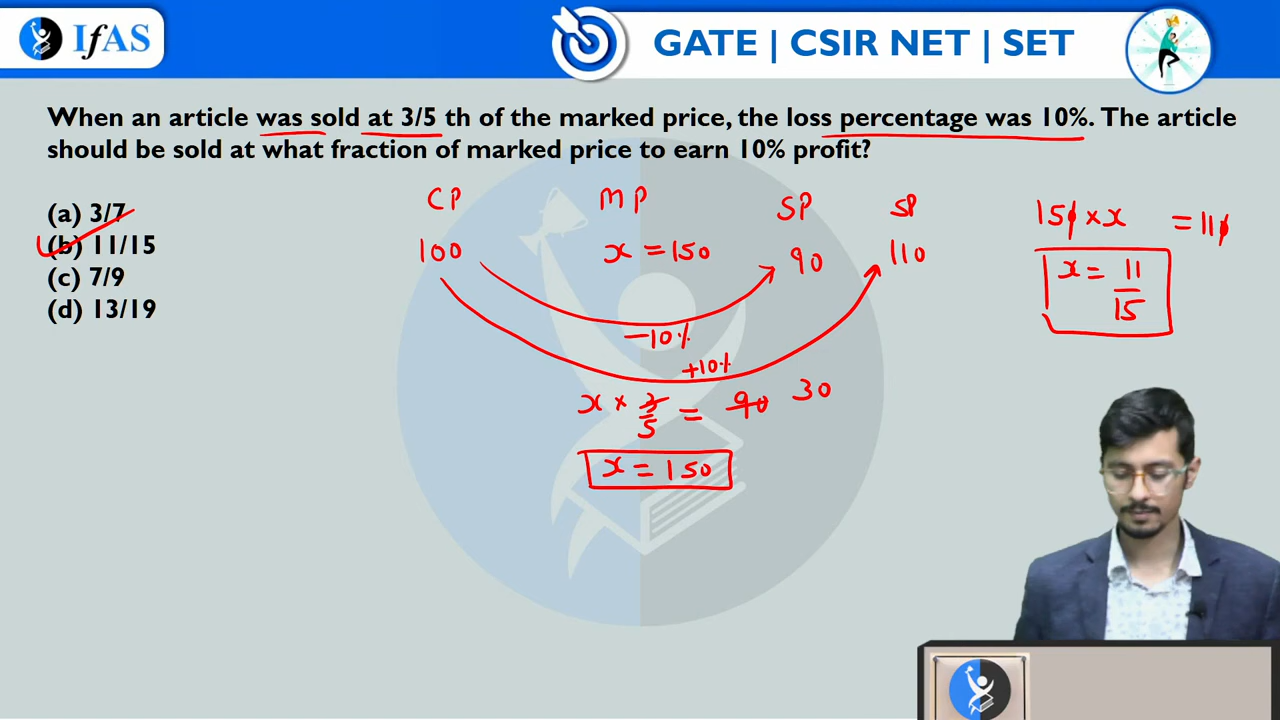 IfAS
GATE | CSIR NET | SET
When an article was sold at 3/5 th of the marked price, the loss percentage was 10%. The article
should be sold at what fraction of marked price to earn 10% profit?
(a) 3/7
(b) 11/15
(c) 7/9
(d) 13/19
CP MP SP SP
100 x = 150 90 110
-10%
+10%
x × 3/5 = 90 30
x = 150
150 × x = 110
x = 11/15